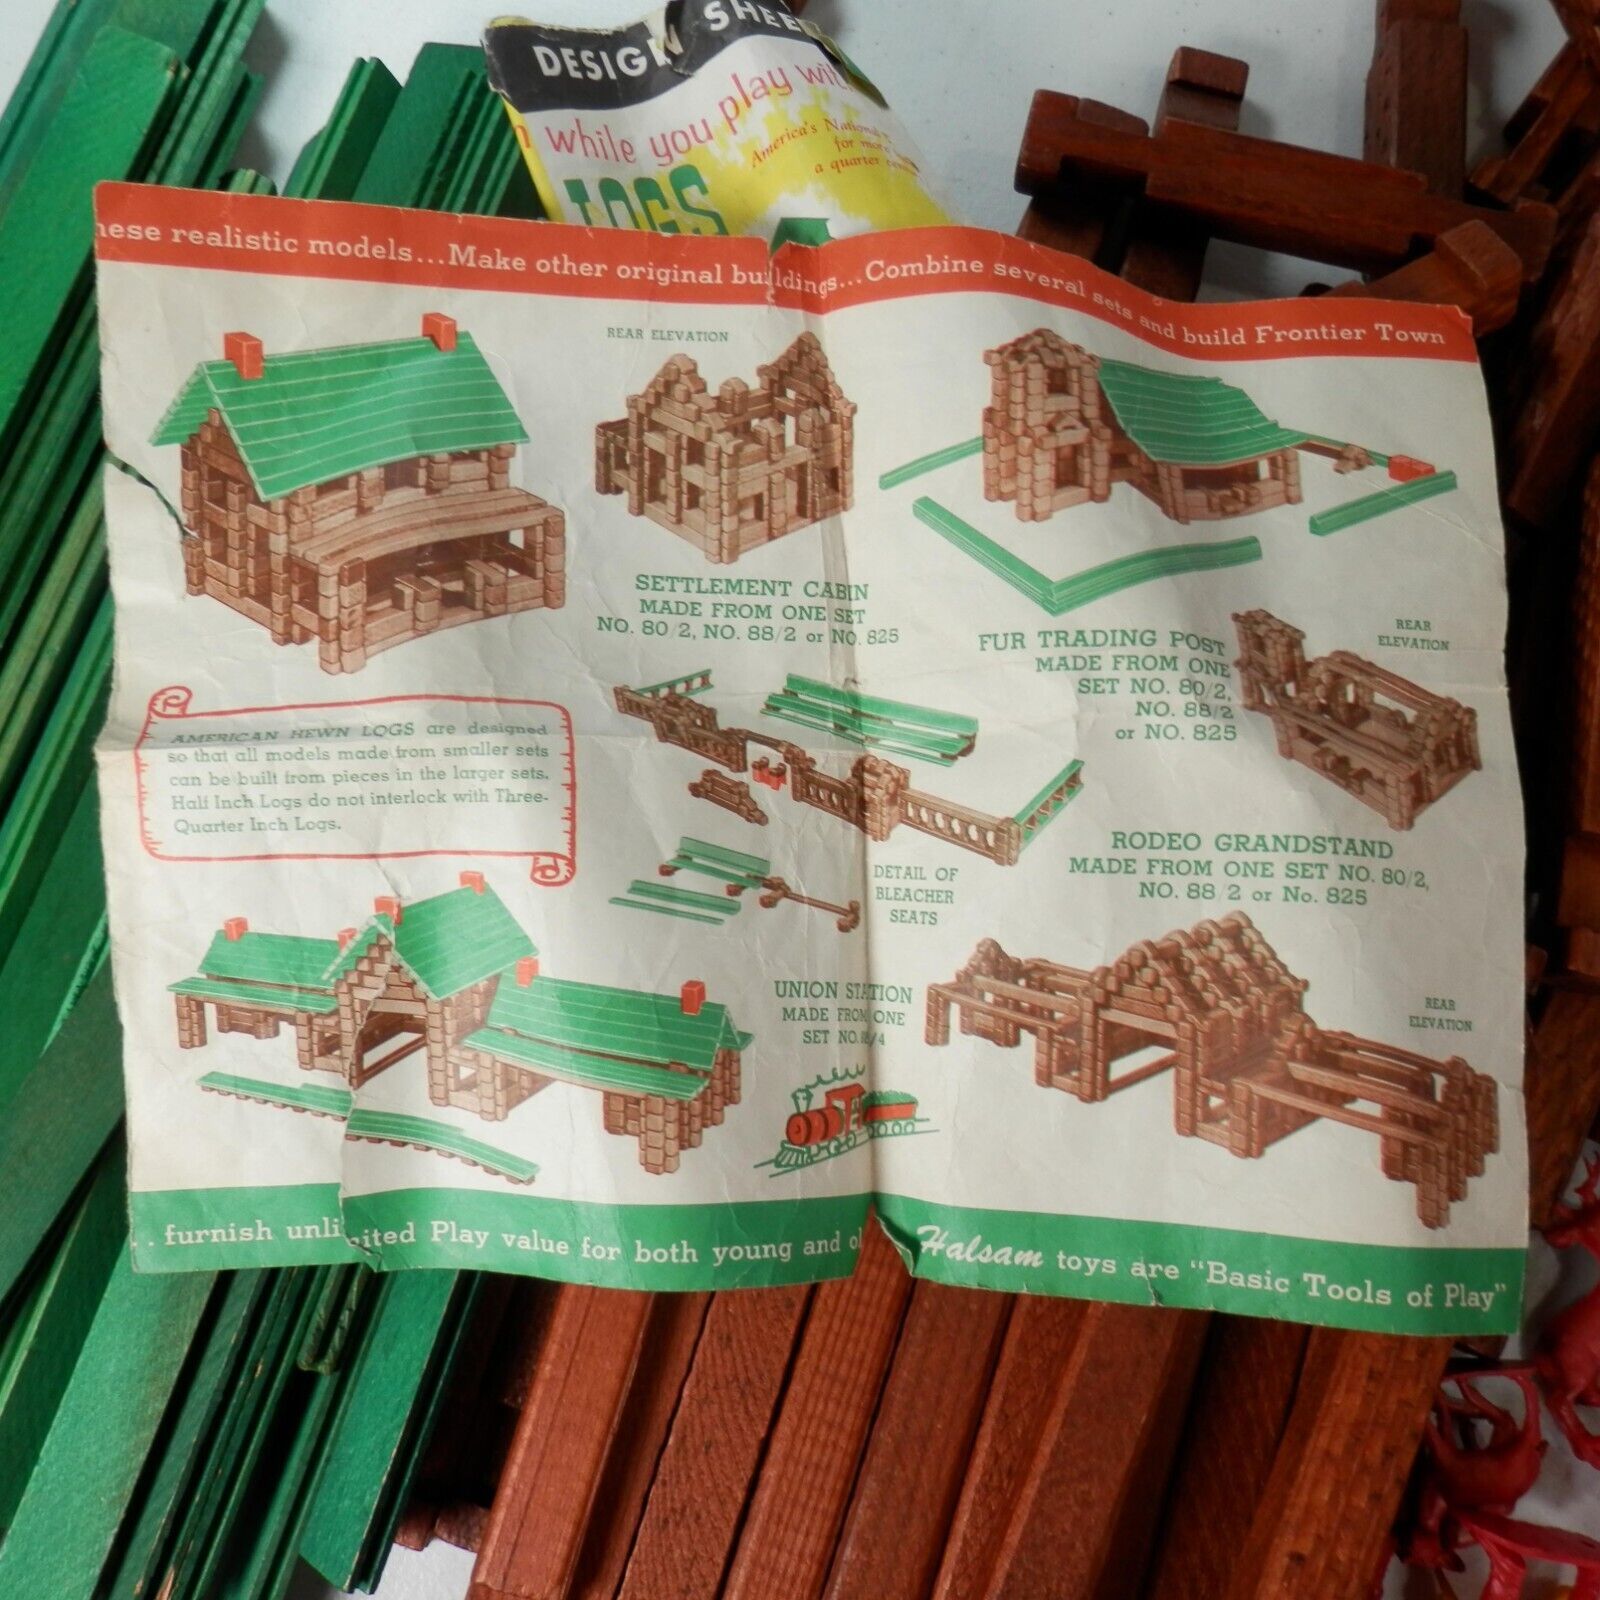 DESIGN SHEE
while you play with
America's National
for more
a quarter
LOGS
hese realistic models...Make other original buildings...Combine several sets and build Frontier Town
REAR ELEVATION
SETTLEMENT CABIN
MADE FROM ONE SET
NO. 80/2, NO. 88/2 or NO. 825
FUR TRADING POST
MADE FROM ONE
SET NO. 80/2,
NO. 88/2
or NO. 825
REAR
ELEVATION
AMERICAN HEWN LOGS are designed
so that all models made from smaller sets
can be built from pieces in the larger sets.
Half Inch Logs do not interlock with Three-
Quarter Inch Logs.
DETAIL OF
BLEACHER
SEATS
RODEO GRANDSTAND
MADE FROM ONE SET NO. 80/2,
NO. 88/2 or No. 825
UNION STATION
MADE FROM ONE
SET NO. /4
REAR
ELEVATION
.. furnish unli ited Play value for both young and ol
Halsam toys are "Basic Tools of Play"